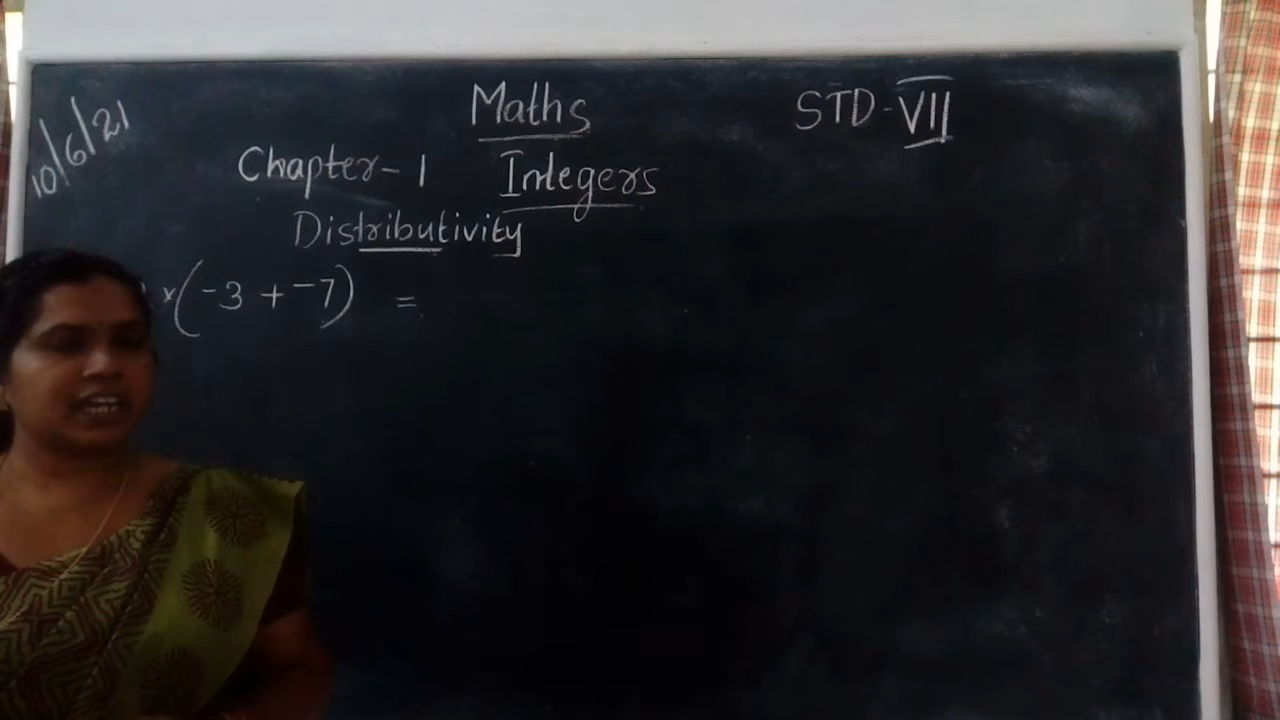 10/6/21
Maths
STD-VII
Chapter-1 Integers
Distributivity
×(-3 + -7) =